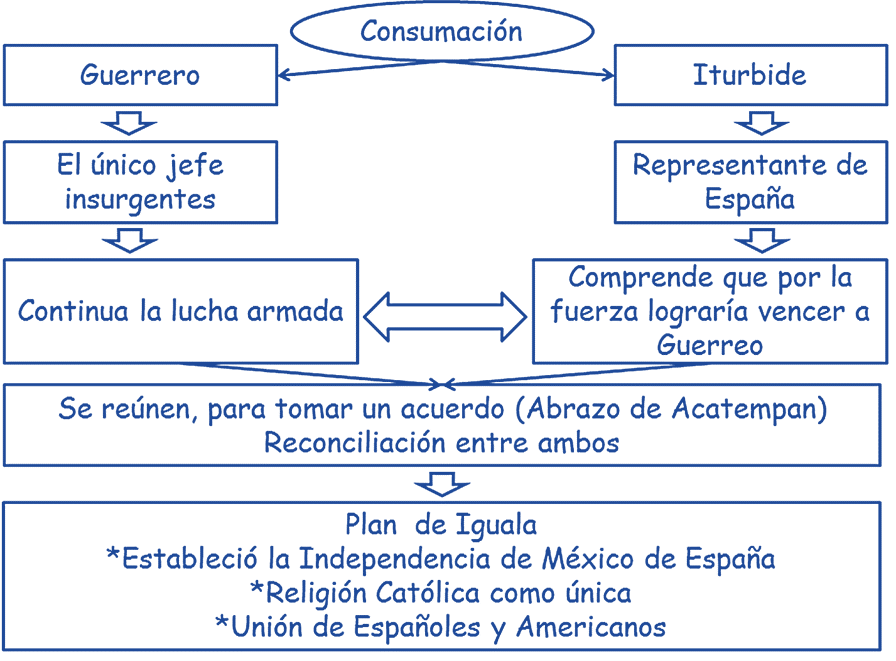 Consumación
Guerrero
Iturbide
El único jefe
insurgentes
Representante de
España
Continua la lucha armada
Comprende que por la
fuerza lograría vencer a
Guerreo
Se reúnen, para tomar un acuerdo (Abrazo de Acatempan)
Reconciliación entre ambos
Plan de Iguala
*Estableció la Independencia de México de España
*Religión Católica como única
*Unión de Españoles y Americanos